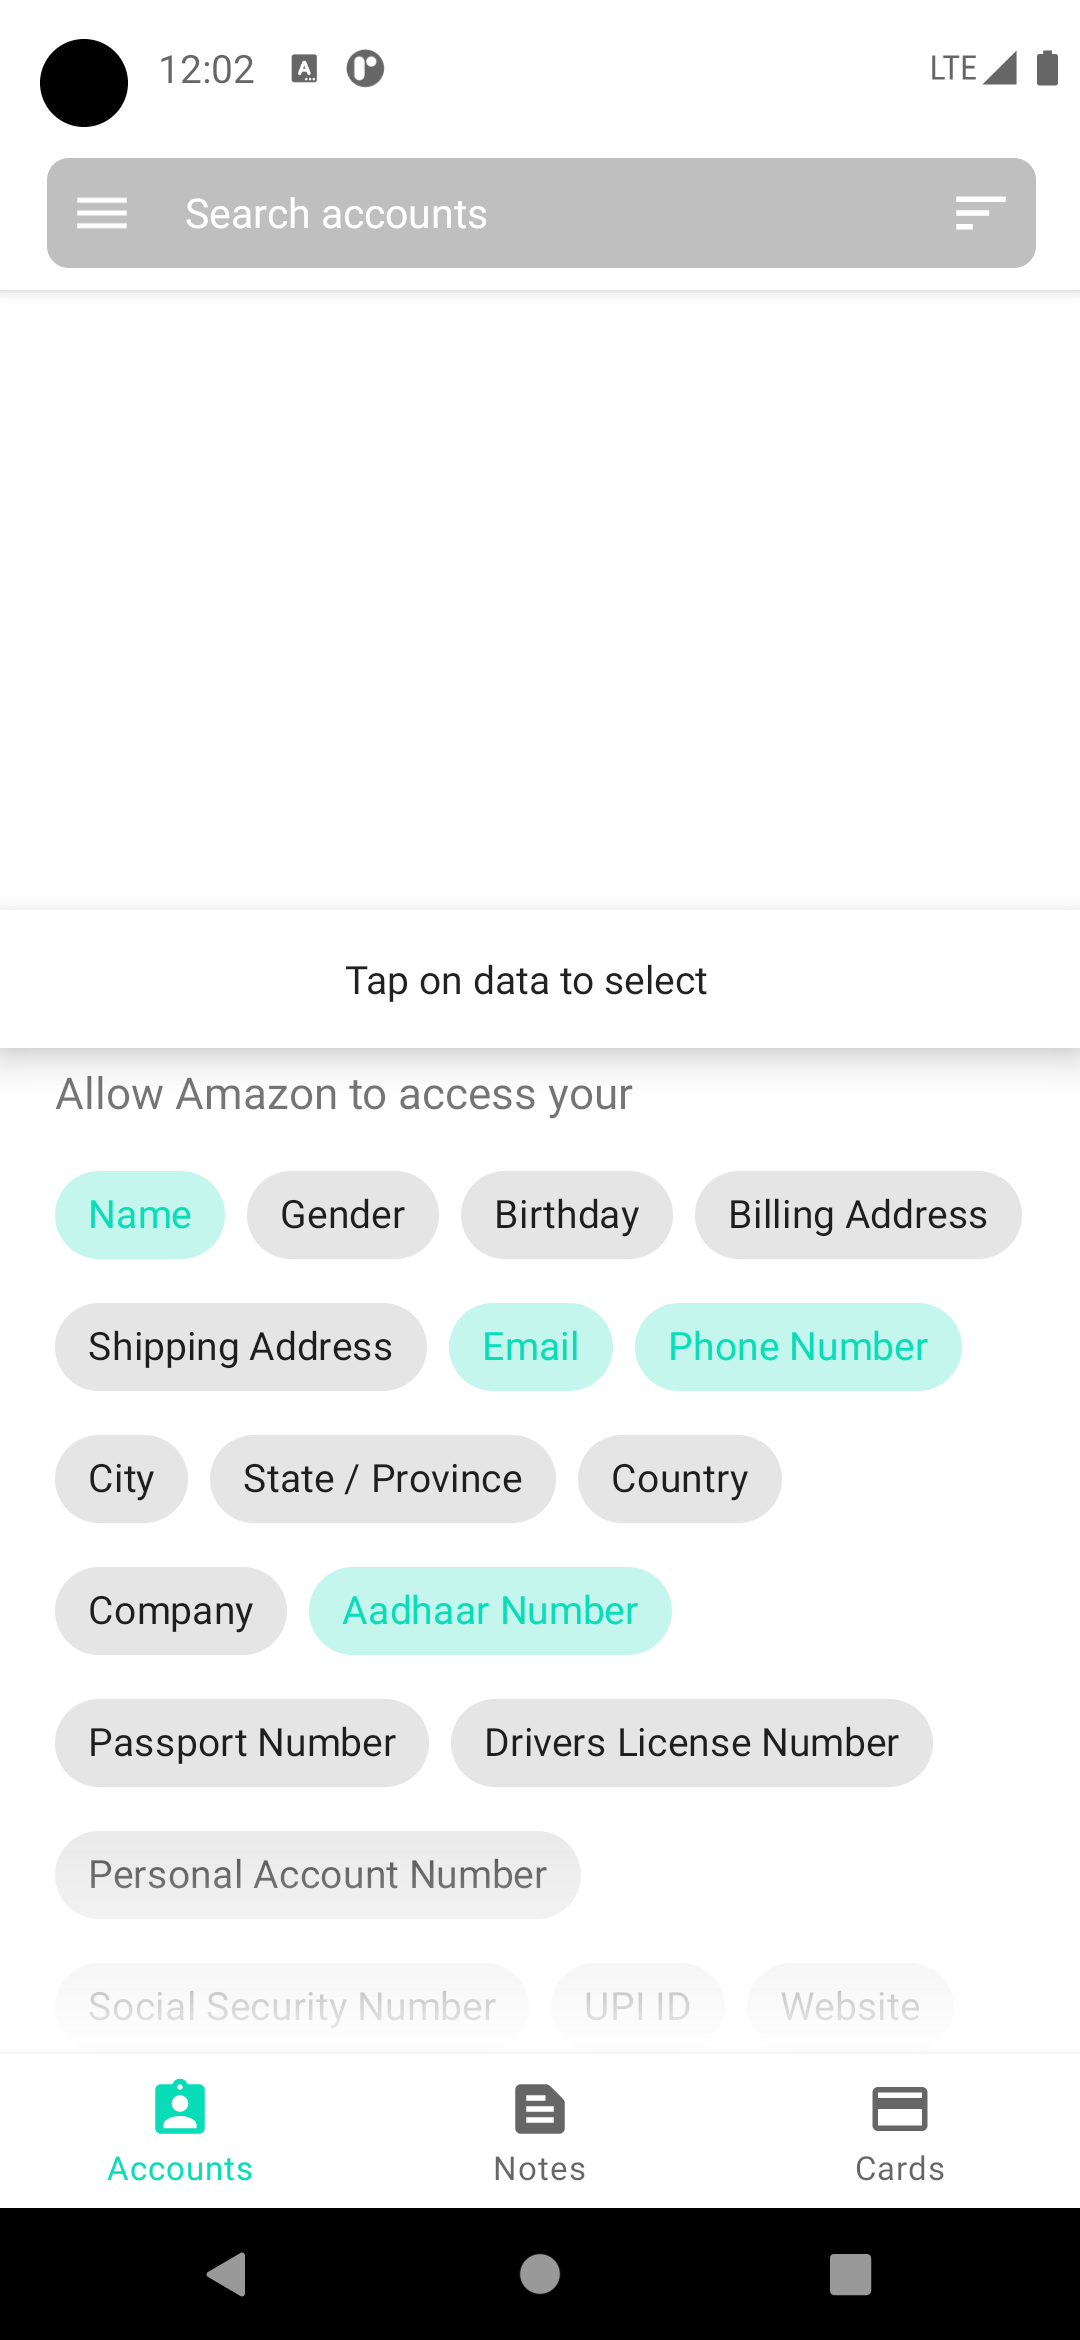 12:02 LTE
Search accounts
Tap on data to select
Allow Amazon to access your
Name Gender Birthday Billing Address
Shipping Address Email Phone Number
City State / Province Country
Company Aadhaar Number
Passport Number Drivers License Number
Personal Account Number
Social Security Number UPI ID Website
Accounts Notes Cards